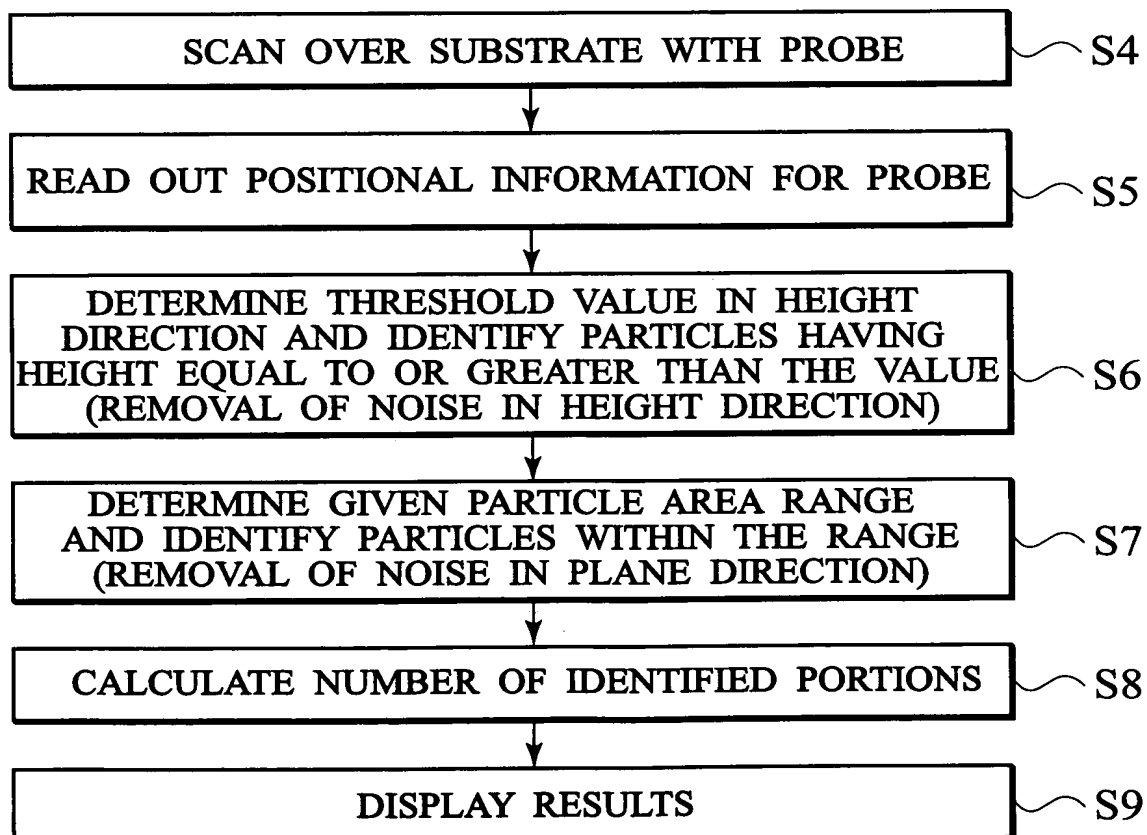 SCAN OVER SUBSTRATE WITH PROBE
S4
READ OUT POSITIONAL INFORMATION FOR PROBE
S5
DETERMINE THRESHOLD VALUE IN HEIGHT
DIRECTION AND IDENTIFY PARTICLES HAVING
HEIGHT EQUAL TO OR GREATER THAN THE VALUE
(REMOVAL OF NOISE IN HEIGHT DIRECTION)
S6
DETERMINE GIVEN PARTICLE AREA RANGE
AND IDENTIFY PARTICLES WITHIN THE RANGE
(REMOVAL OF NOISE IN PLANE DIRECTION)
S7
CALCULATE NUMBER OF IDENTIFIED PORTIONS
S8
DISPLAY RESULTS
S9